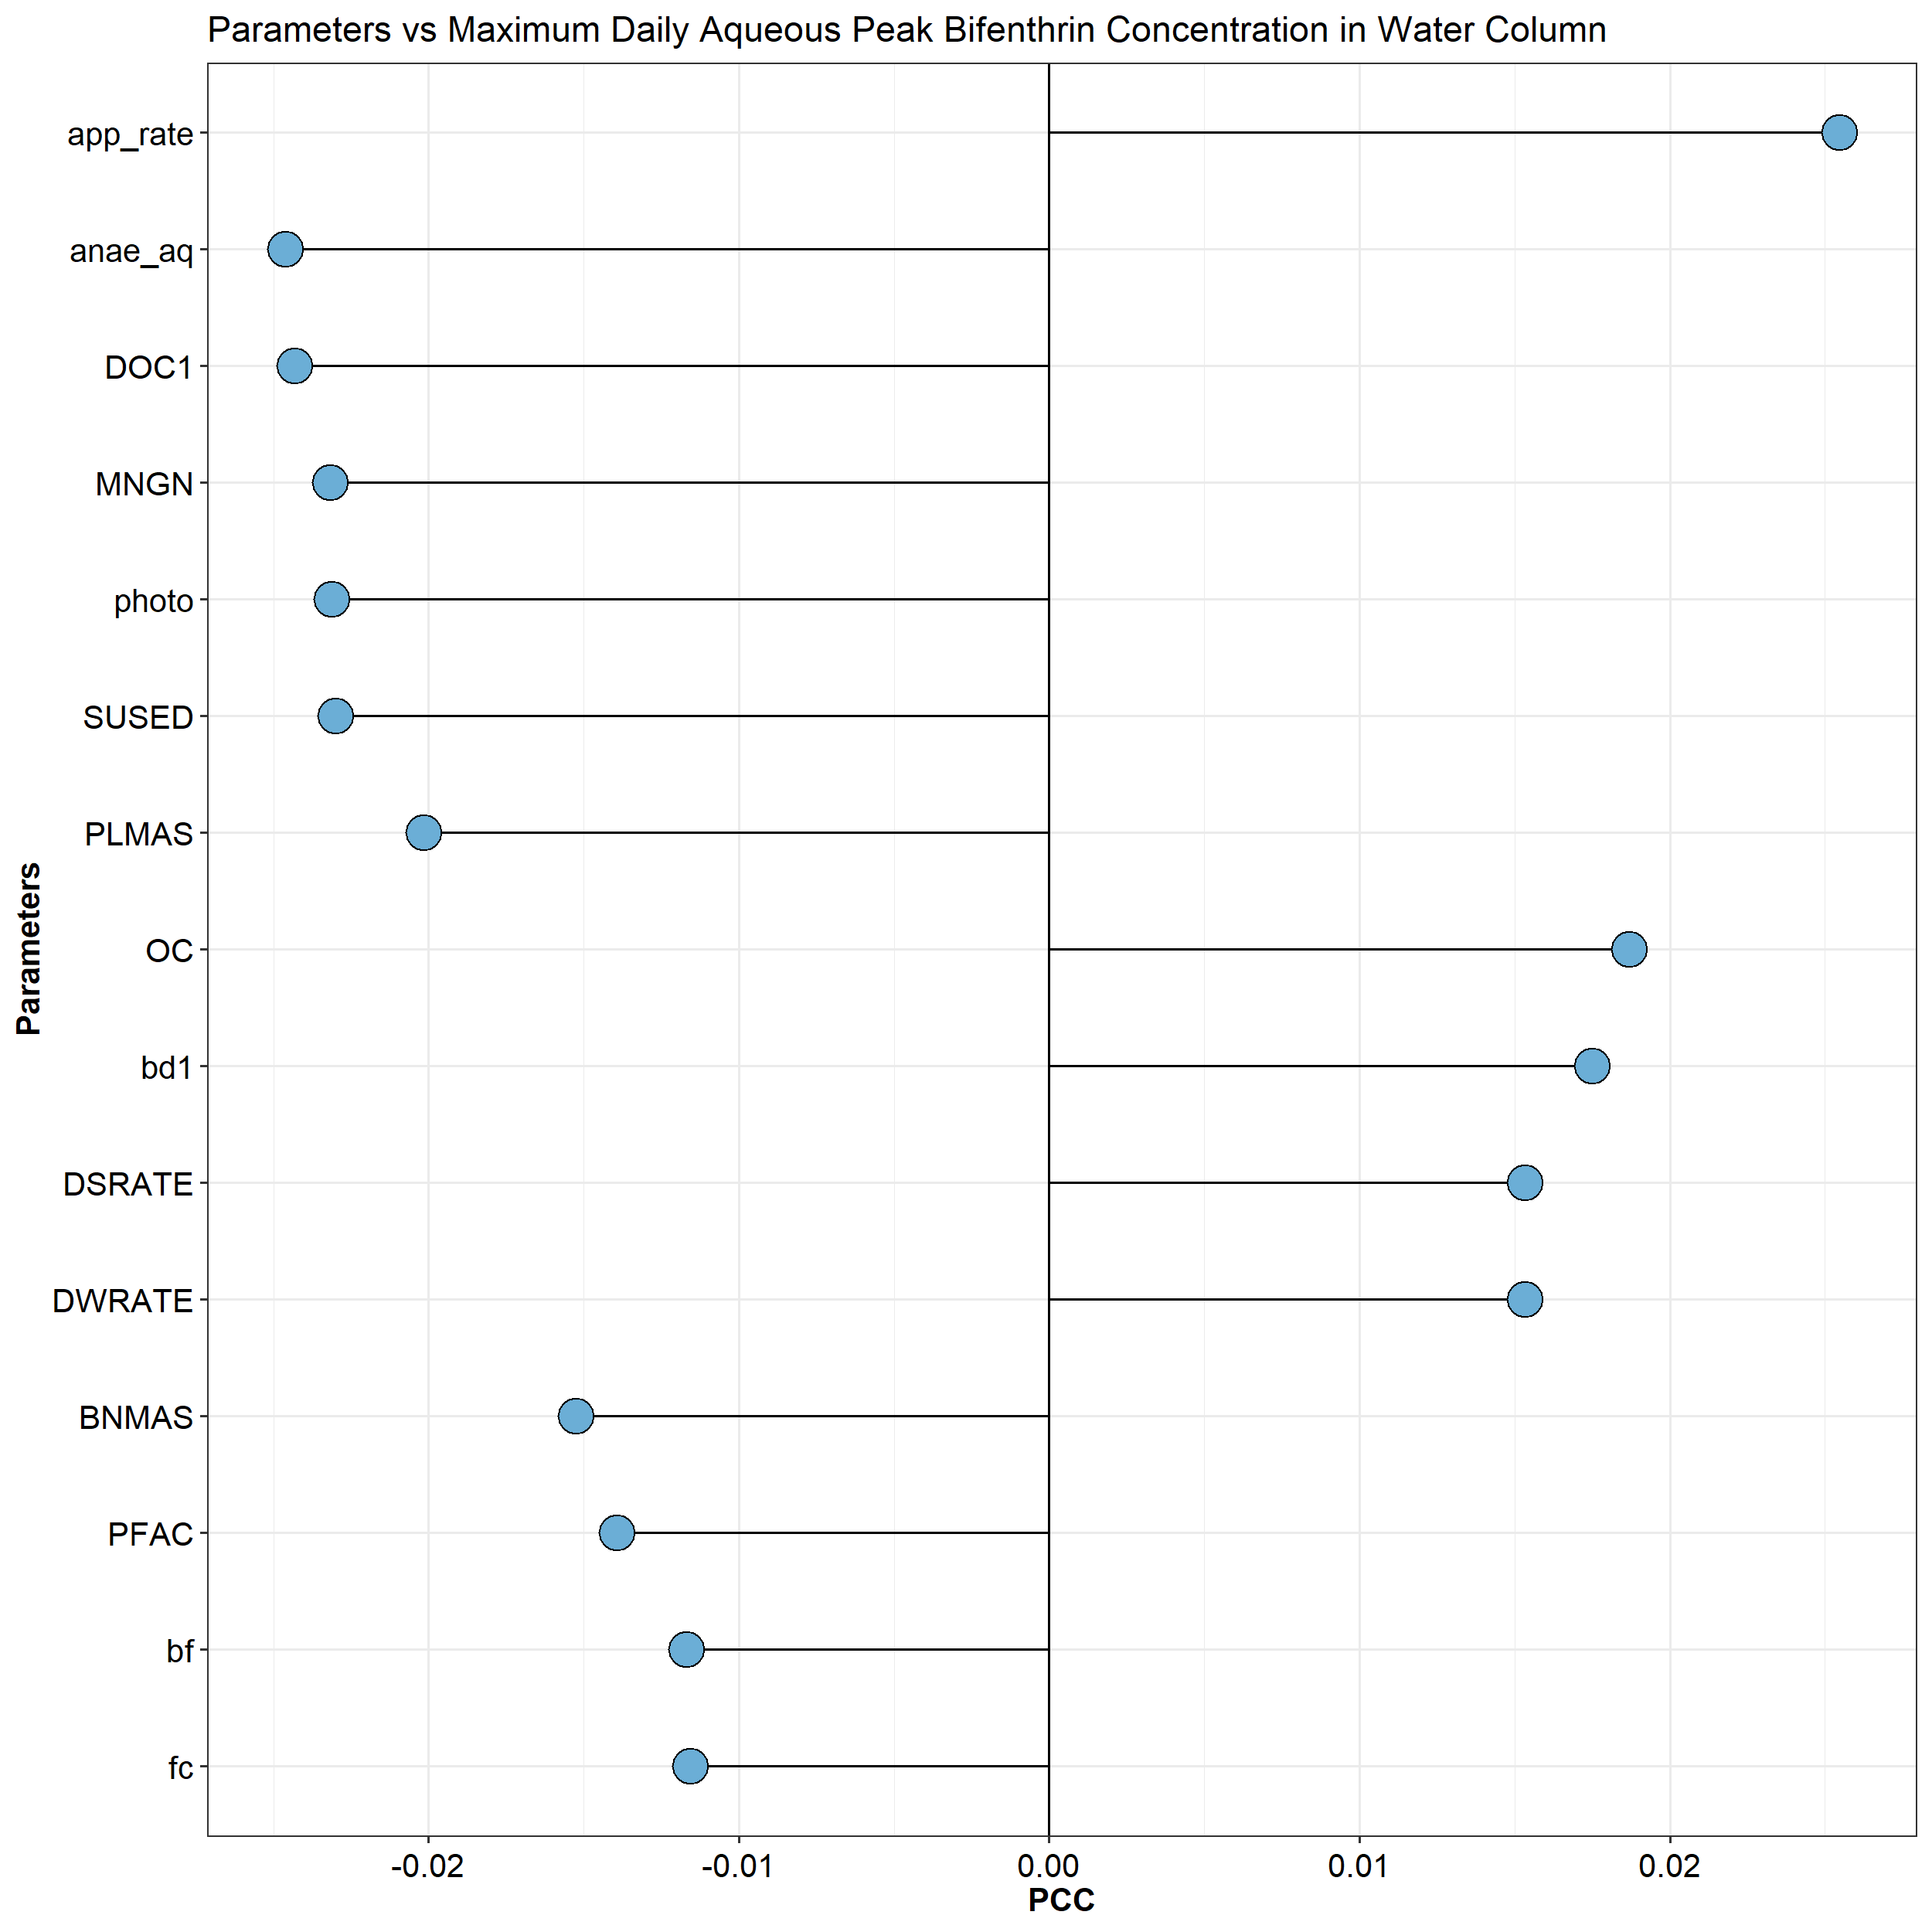 Parameters vs Maximum Daily Aqueous Peak Bifenthrin Concentration in Water Column
app_rate
anae_aq
DOC1
MNGN
photo
SUSED
PLMAS
OC
bd1
DSRATE
DWRATE
BNMAS
PFAC
bf
fc
Parameters
-0.02 -0.01 0.00 0.01 0.02
PCC